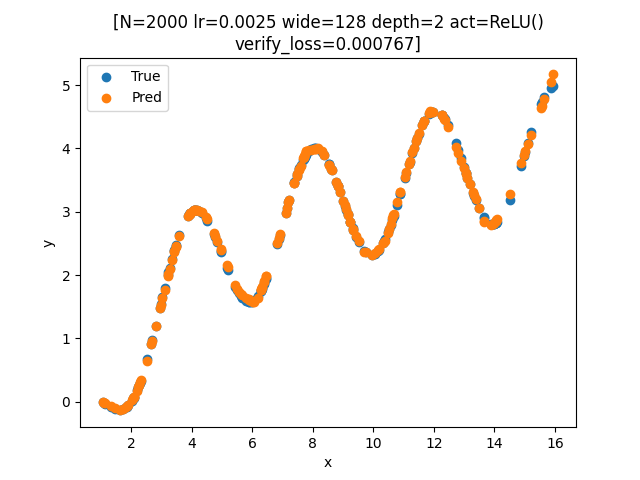 [N=2000 lr=0.0025 wide=128 depth=2 act=ReLU()
verify_loss=0.000767]
True
Pred
5
4
3
2
1
0
y
2 4 6 8 10 12 14 16
x